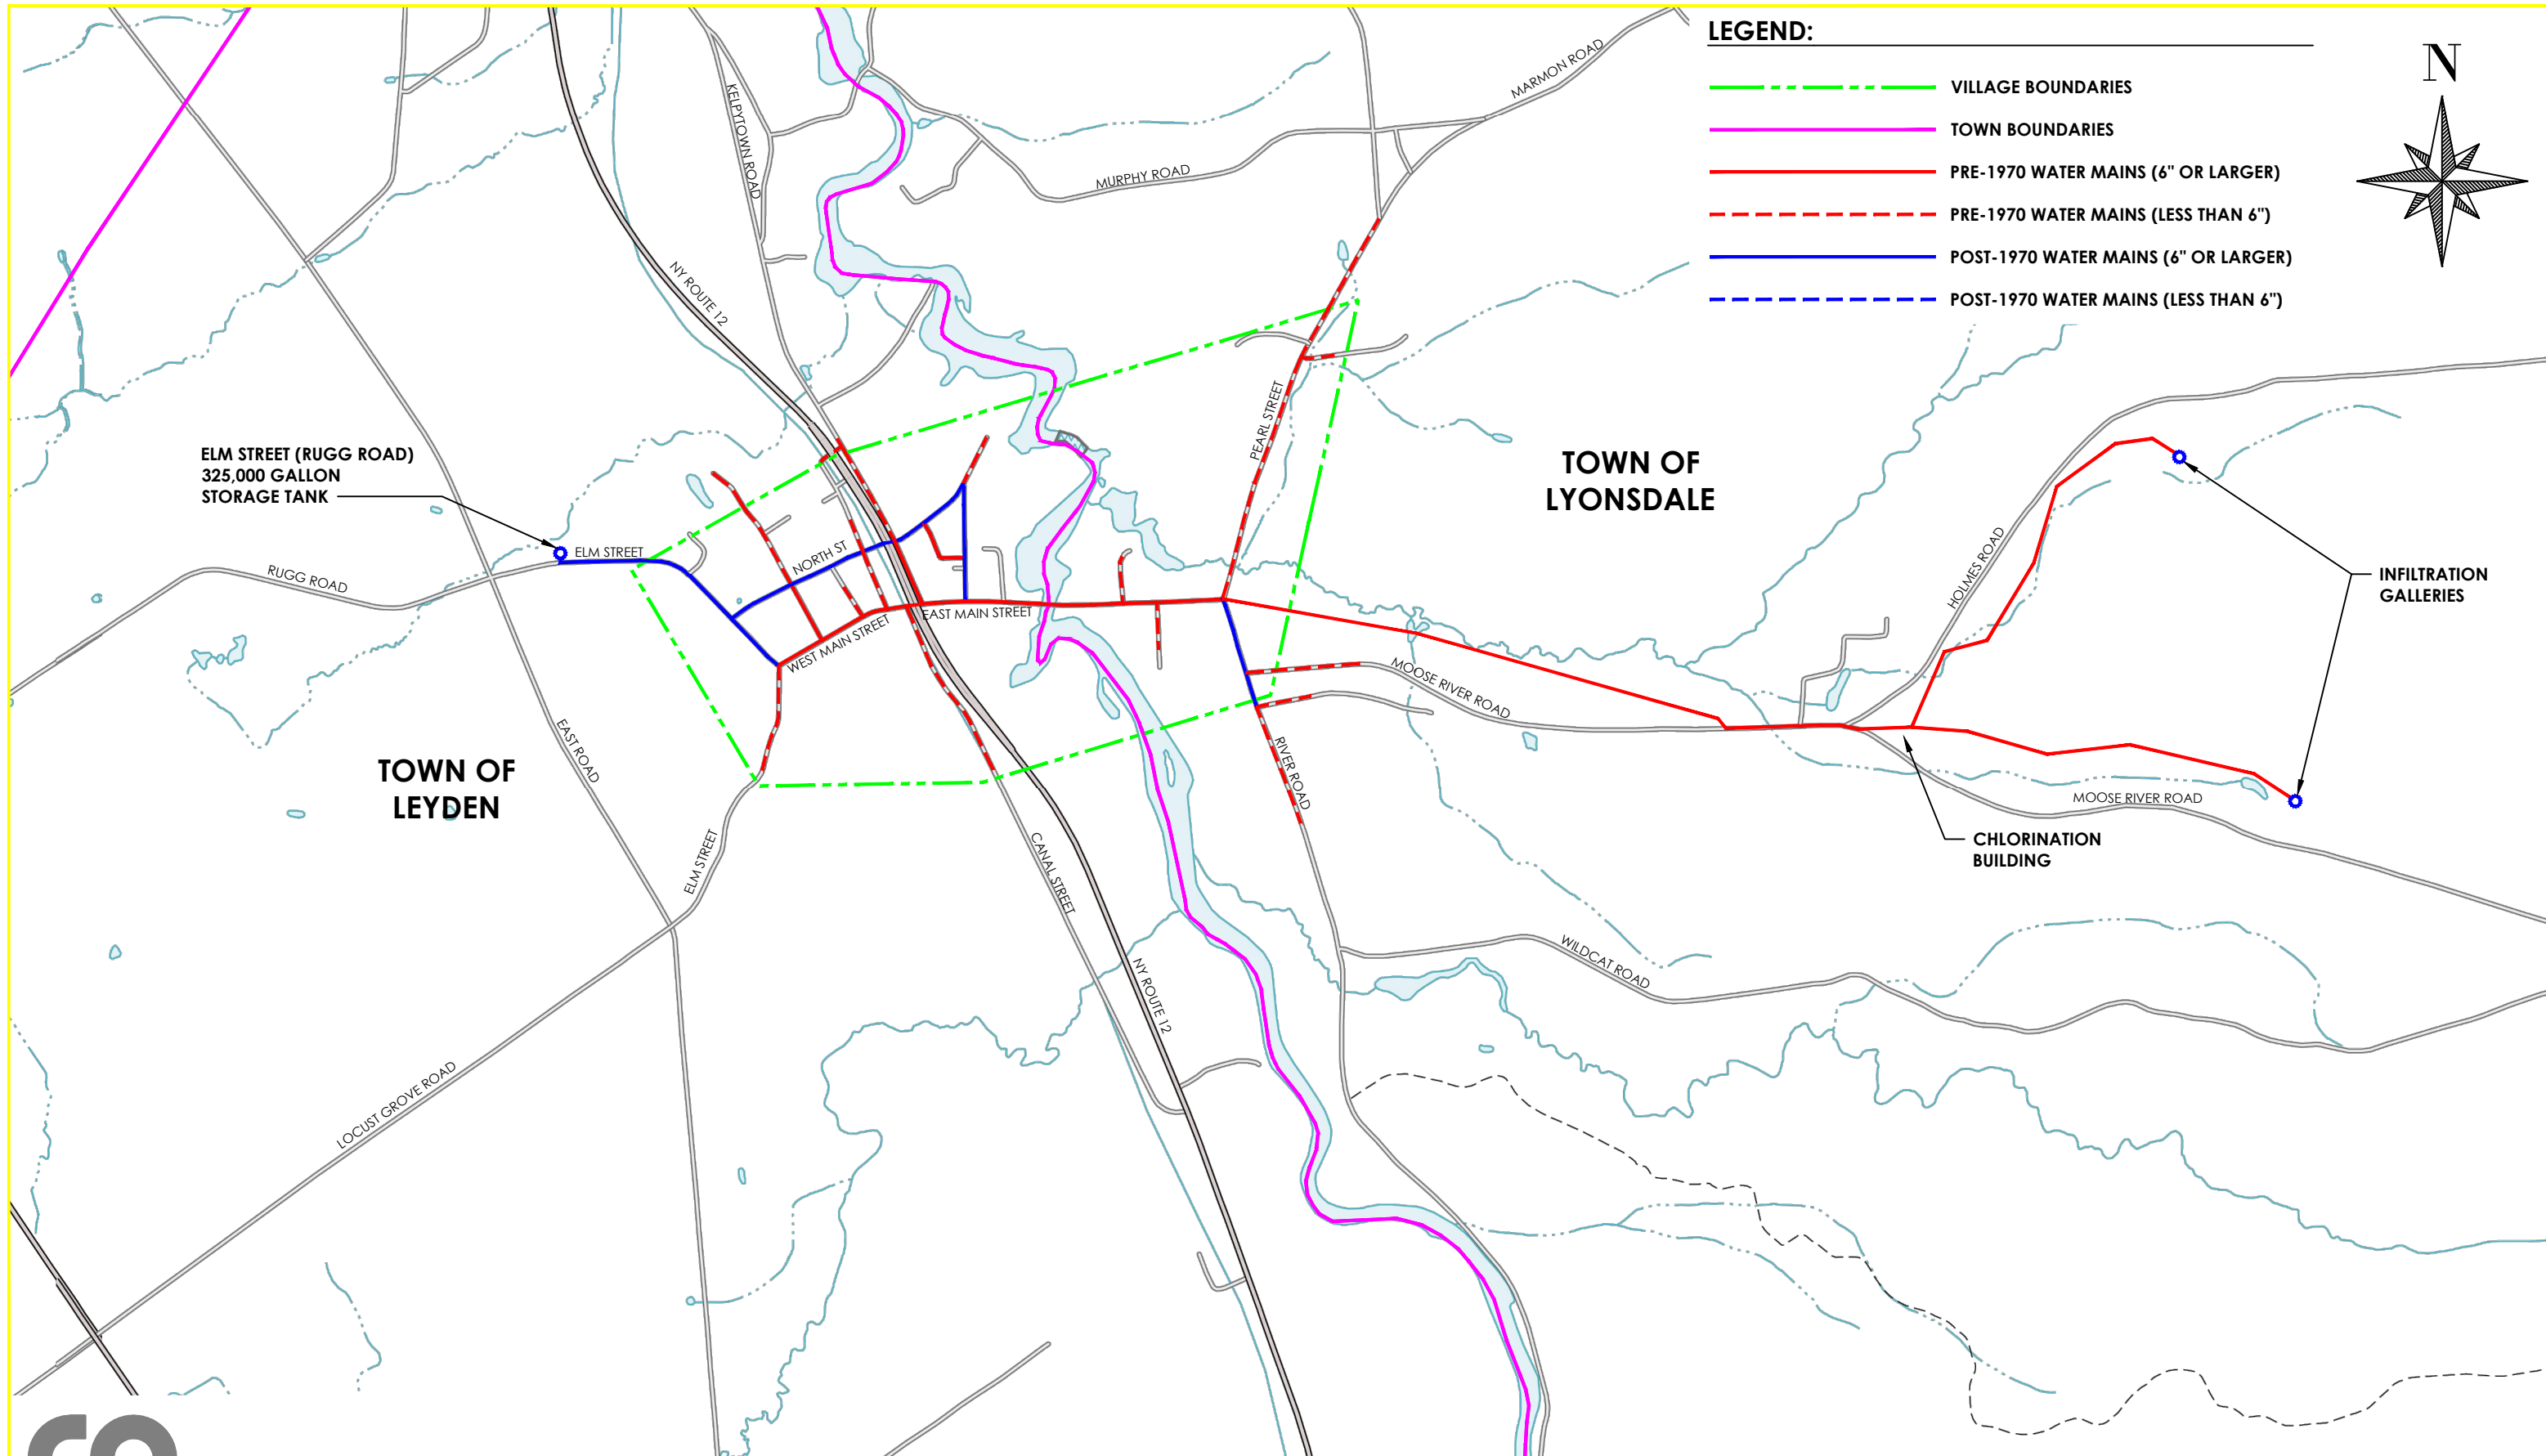 LEGEND:
VILLAGE BOUNDARIES
TOWN BOUNDARIES
PRE-1970 WATER MAINS (6" OR LARGER)
PRE-1970 WATER MAINS (LESS THAN 6")
POST-1970 WATER MAINS (6" OR LARGER)
POST-1970 WATER MAINS (LESS THAN 6")
N
MARMON ROAD
KELPYTOWN ROAD
MURPHY ROAD
NY ROUTE 12
PEARL STREET
ELM STREET (RUGG ROAD)
325,000 GALLON
STORAGE TANK
TOWN OF
LYONSDALE
ELM STREET
RUGG ROAD
NORTH ST
HOLMES ROAD
INFILTRATION
GALLERIES
EAST MAIN STREET
WEST MAIN STREET
MOOSE RIVER ROAD
EAST ROAD
TOWN OF
LEYDEN
RIVER ROAD
MOOSE RIVER ROAD
CHLORINATION
BUILDING
ELM STREET
CANAL STREET
WILDCAT ROAD
NY ROUTE 12
LOCUST GROVE ROAD